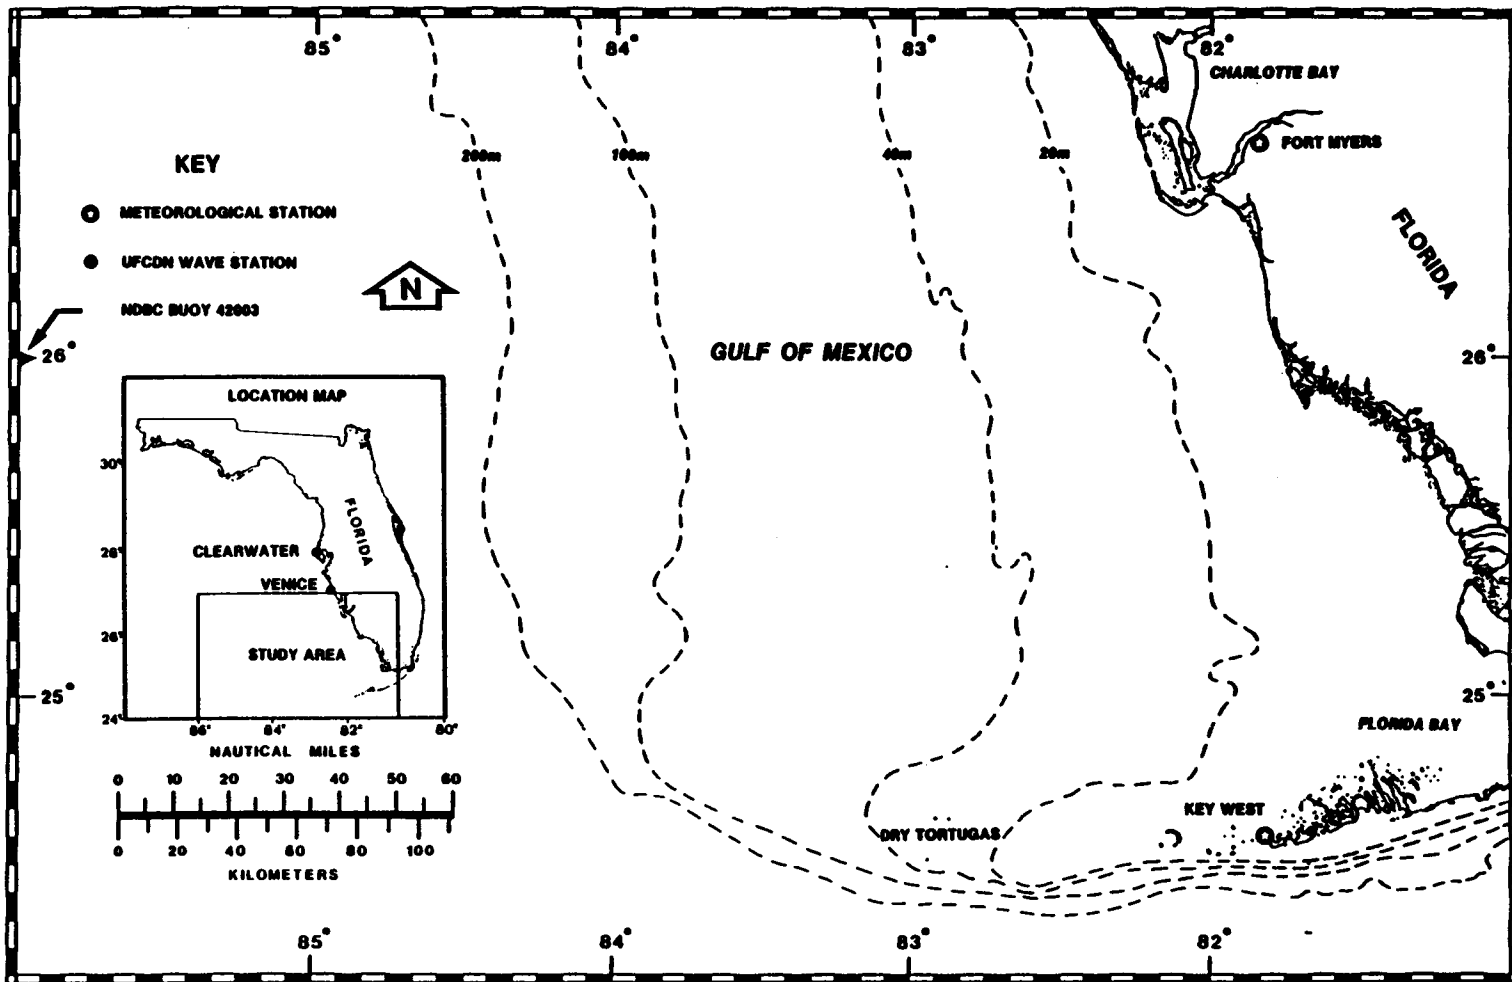 85° 84° 83° 82°
CHARLOTTE BAY
FORT MYERS
200m 100m 40m 20m
KEY
METEOROLOGICAL STATION
UFCDN WAVE STATION
NDBC BUOY 42003
N
FLORIDA
26° GULF OF MEXICO 26°
LOCATION MAP
30°
FLORIDA
28°
CLEARWATER
VENICE
26°
STUDY AREA
24°
86° 84° 82° 80°
25° 25°
FLORIDA BAY
NAUTICAL MILES
0 10 20 30 40 50 60
0 20 40 60 80 100
KILOMETERS
KEY WEST
DRY TORTUGAS
85° 84° 83° 82°